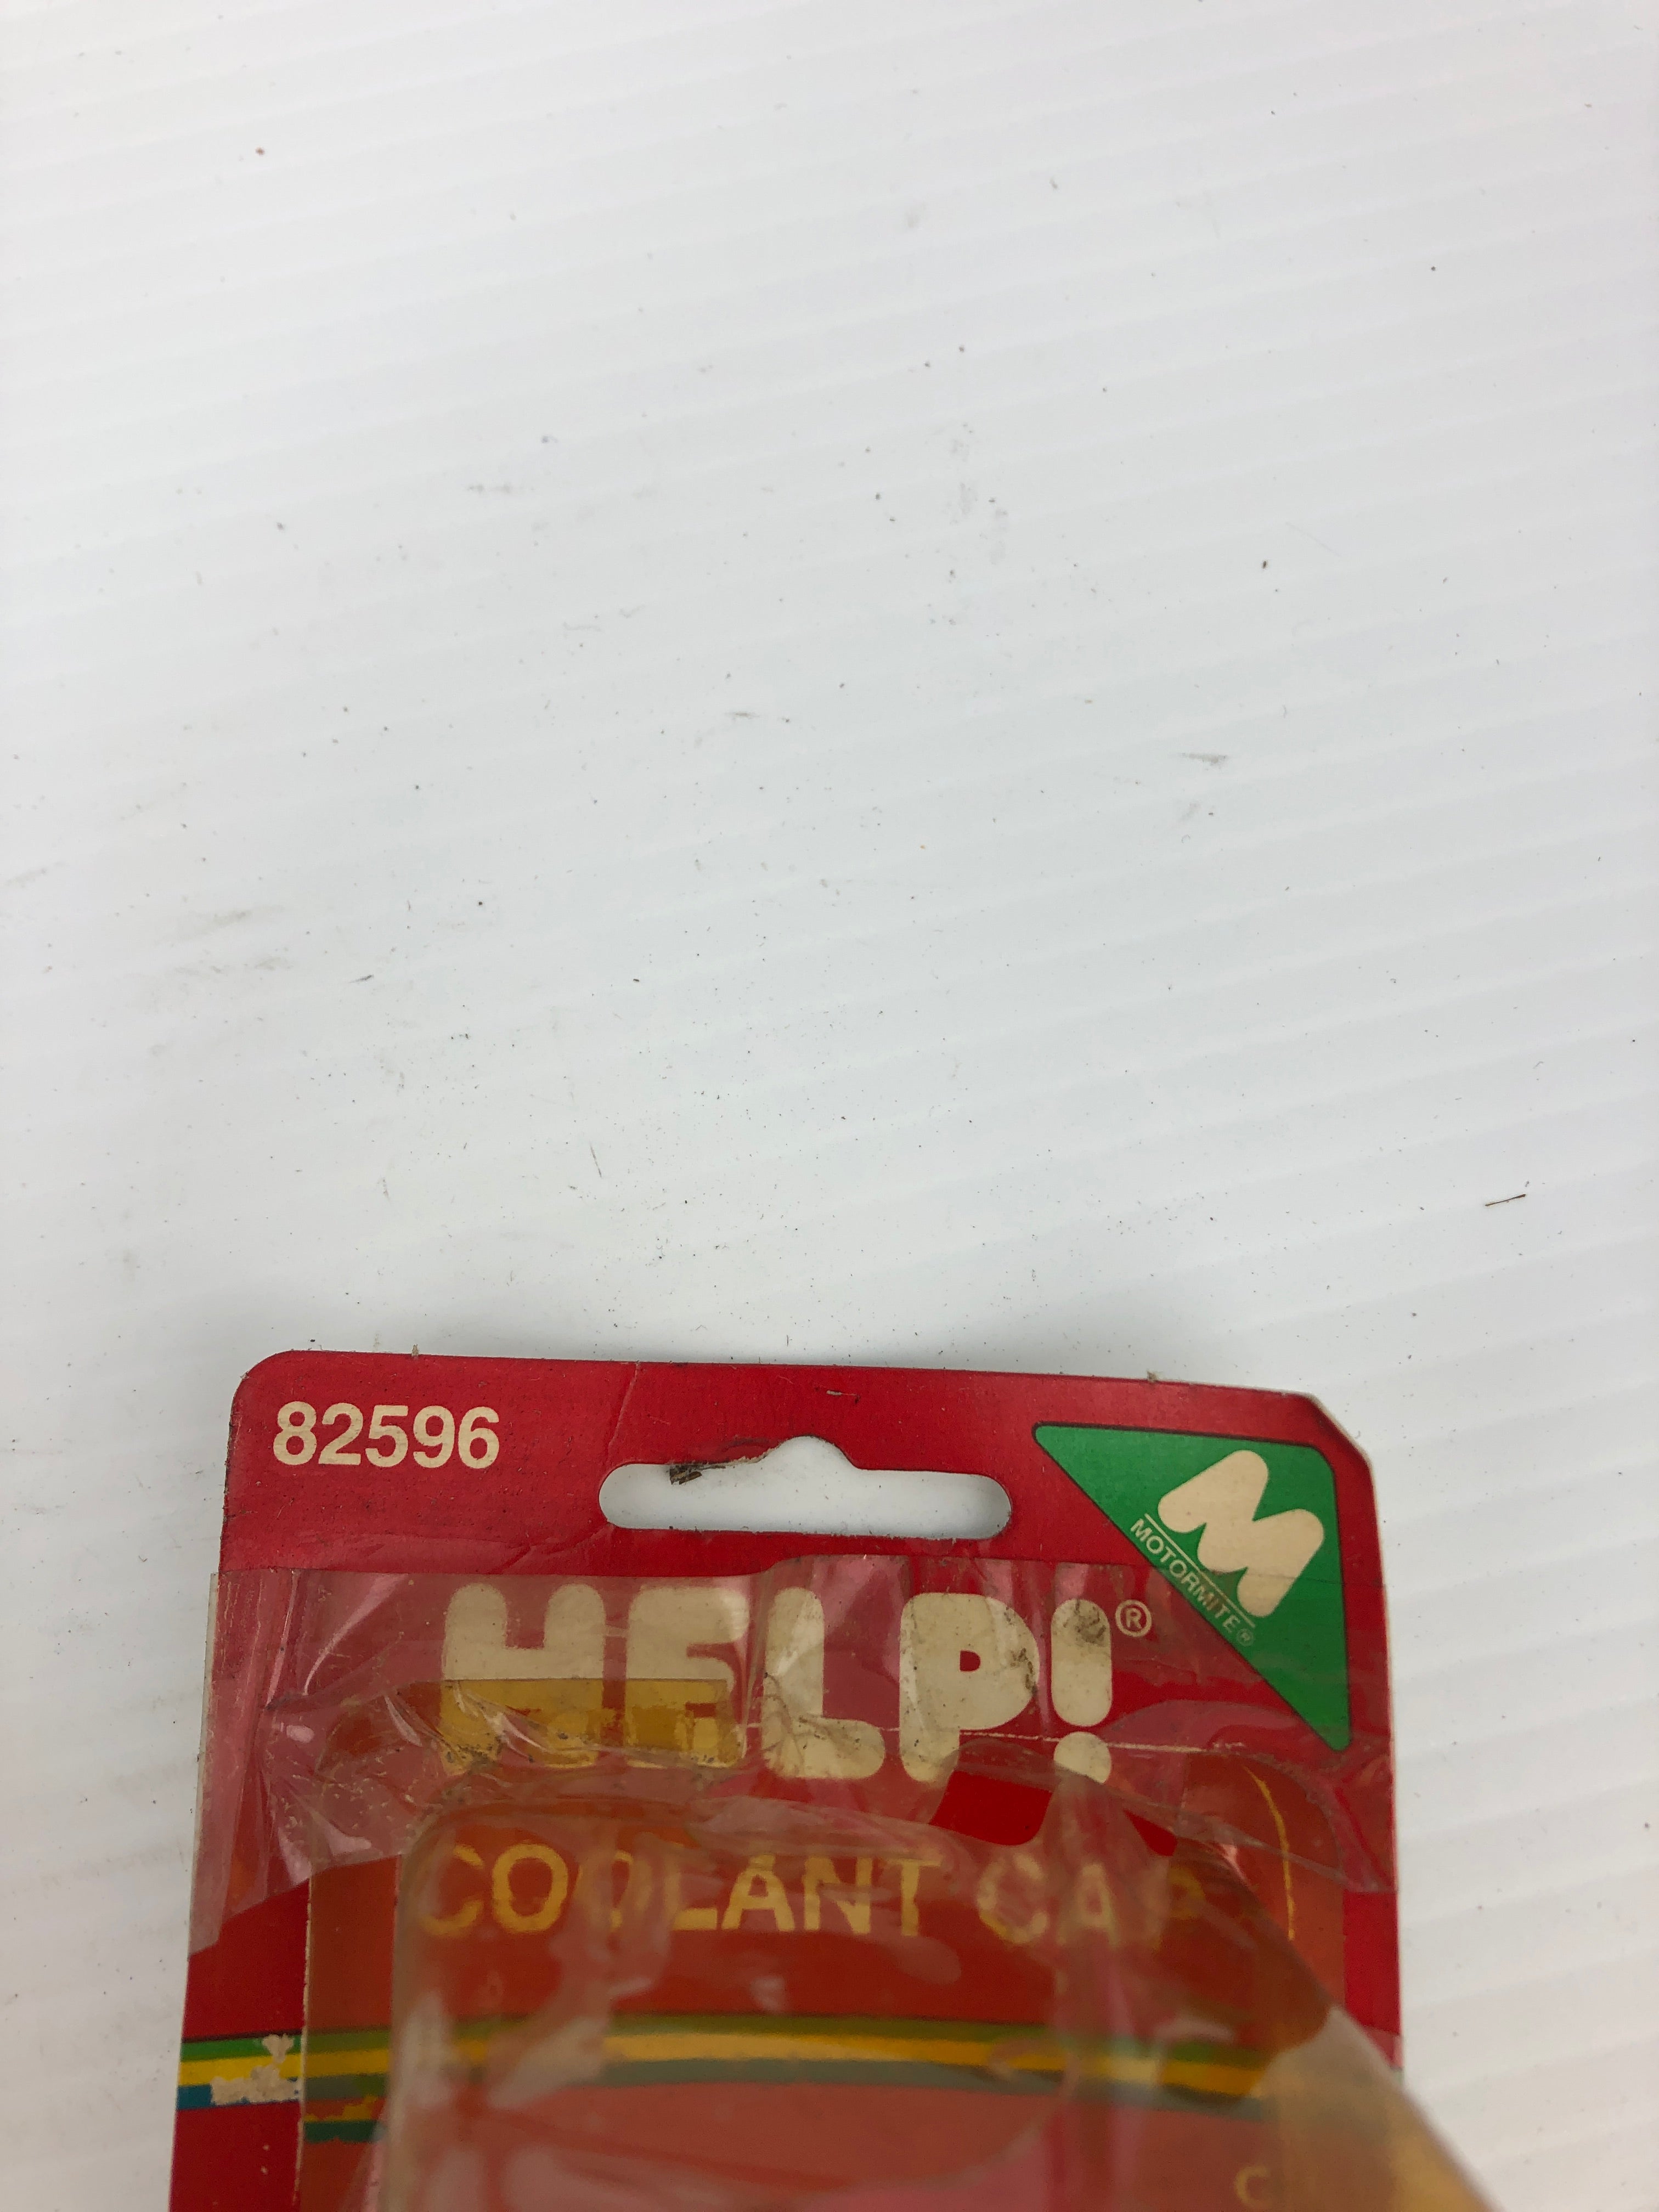 82596
M
MOTORMITE®
HELP!®
COOLANT CAP
C